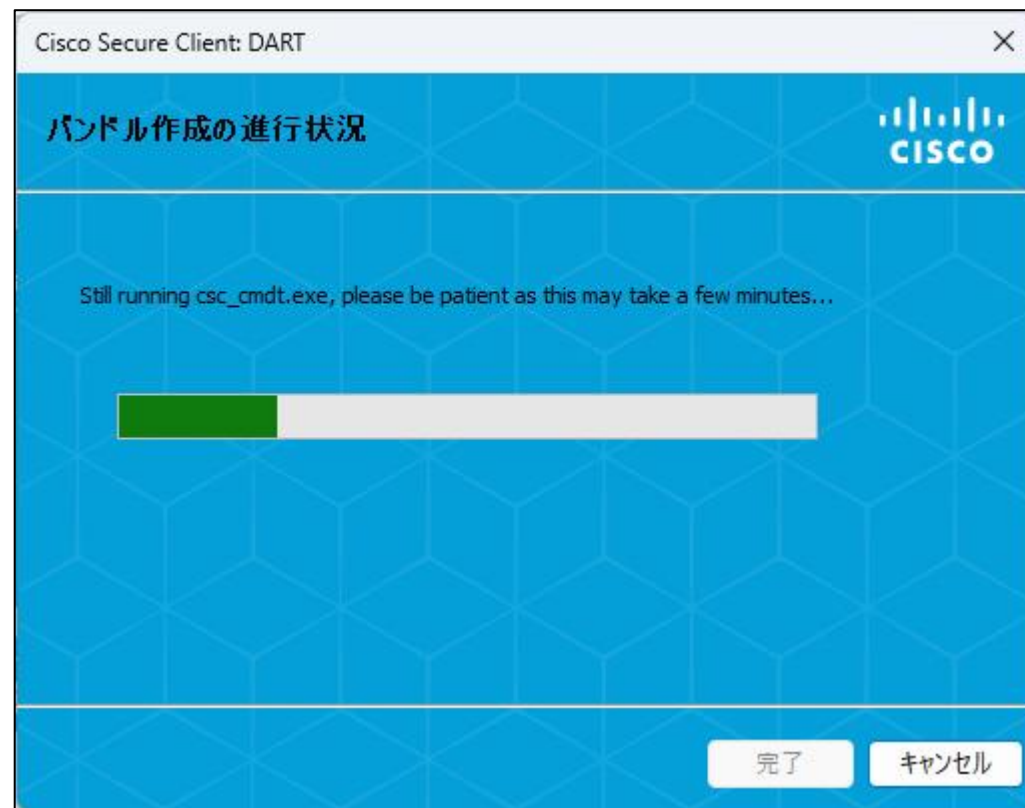 Cisco Secure Client: DART
バンドル作成の進行状況
CISCO
Still running csc_cmdt.exe, please be patient as this may take a few minutes...
完了
キャンセル